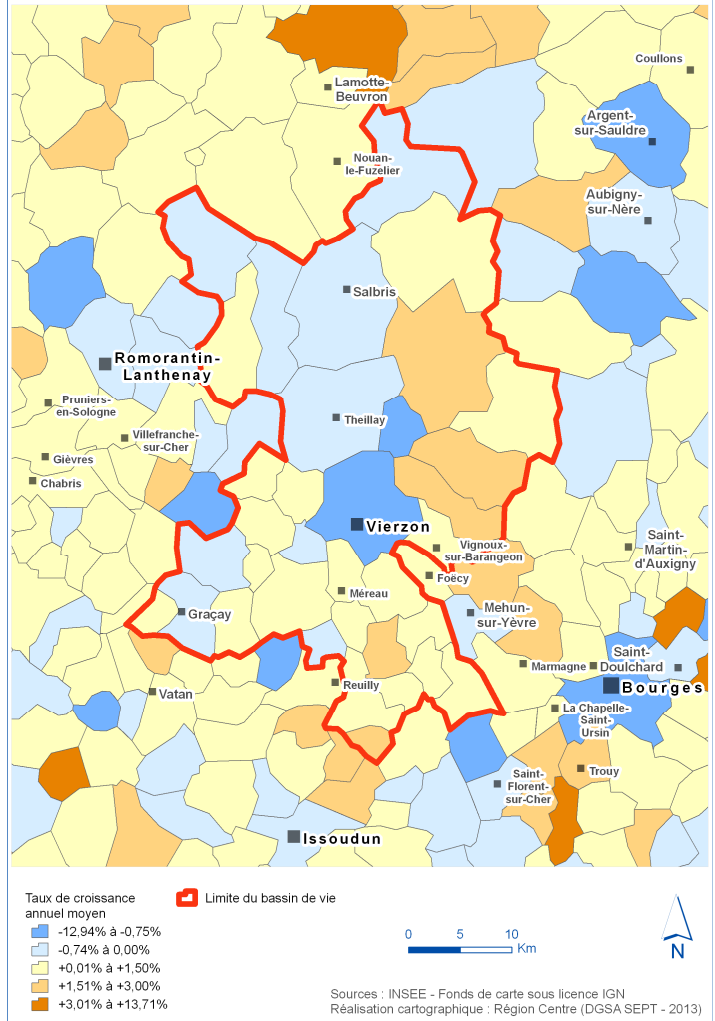 Coullons
Lamotte-
Beuvron
Argent-
sur-Sauldre
Nouan-
le-Fuzelier
Aubigny-
sur-Nère
Salbris
Romorantin-
Lanthenay
Pruniers-
en-Sologne
Theillay
Villefranche-
sur-Cher
Gièvres
Chabris
Vierzon
Vignoux-
sur-Barangeon
Saint-
Martin-
d'Auxigny
Foëcy
Méreau
Graçay
Mehun-
sur-Yèvre
Saint-
Doulchard
Marmagne
Reuilly
Bourges
Vatan
La Chapelle-
Saint-
Ursin
Trouy
Saint-
Florent-
sur-Cher
Issoudun
Taux de croissance
annuel moyen
-12,94% à -0,75%
-0,74% à 0,00%
+0,01% à +1,50%
+1,51% à +3,00%
+3,01% à +13,71%
Limite du bassin de vie
0 5 10
Km
N
Sources : INSEE - Fonds de carte sous licence IGN
Réalisation cartographique : Région Centre (DGSA SEPT - 2013)